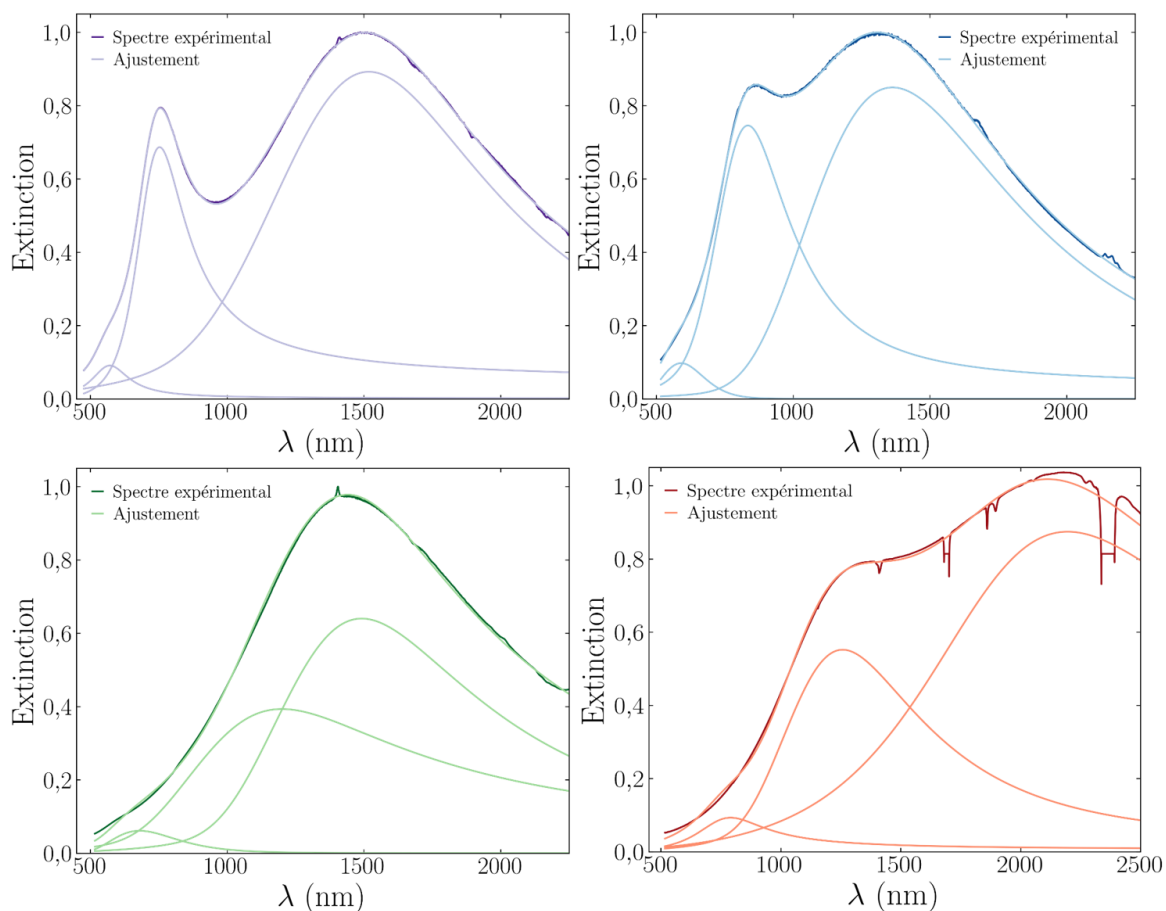 1,0
0,8
0,6
0,4
0,2
0,0
Extinction
Spectre expérimental
Ajustement
500 1000 1500 2000
λ (nm)
1,0
0,8
0,6
0,4
0,2
0,0
Extinction
Spectre expérimental
Ajustement
500 1000 1500 2000
λ (nm)
1,0
0,8
0,6
0,4
0,2
0,0
Extinction
Spectre expérimental
Ajustement
500 1000 1500 2000
λ (nm)
1,0
0,8
0,6
0,4
0,2
0,0
Extinction
Spectre expérimental
Ajustement
500 1000 1500 2000 2500
λ (nm)